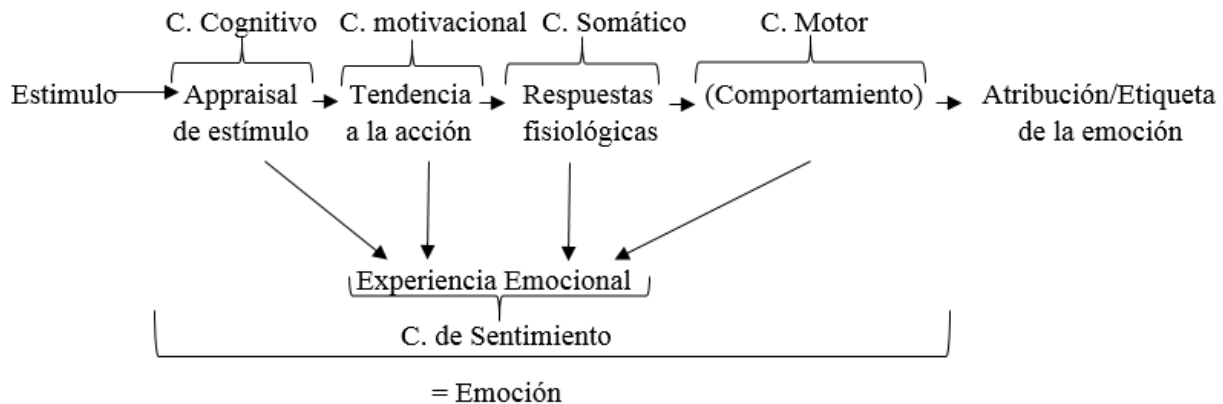 C. Cognitivo C. motivacional C. Somático C. Motor
Estimulo Appraisal Tendencia Respuestas (Comportamiento) Atribución/Etiqueta
de estímulo a la acción fisiológicas de la emoción
Experiencia Emocional
C. de Sentimiento
= Emoción